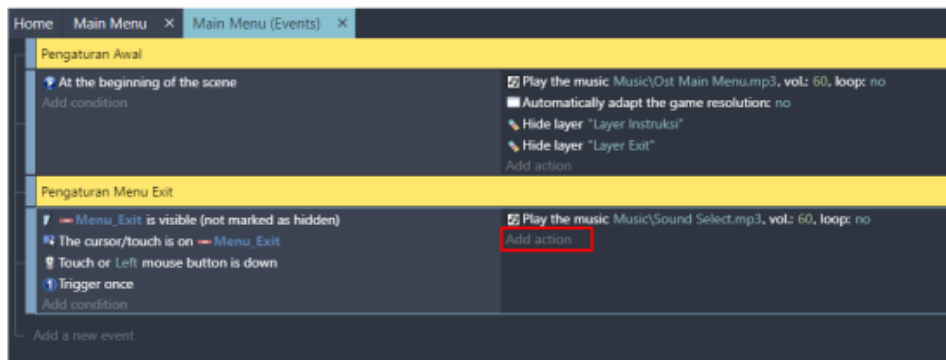 Home Main Menu × Main Menu (Events) ×
Pengaturan Awal
At the beginning of the scene
Add condition
Play the music Music\Ost Main Menu.mp3, vol.: 60, loop: no
Automatically adapt the game resolution: no
Hide layer "Layer Instruksi"
Hide layer "Layer Exit"
Add action
Pengaturan Menu Exit
Menu_Exit is visible (not marked as hidden)
The cursor/touch is on Menu_Exit
Touch or Left mouse button is down
Trigger once
Add condition
Play the music Music\Sound Select.mp3, vol.: 60, loop: no
Add action
Add a new event